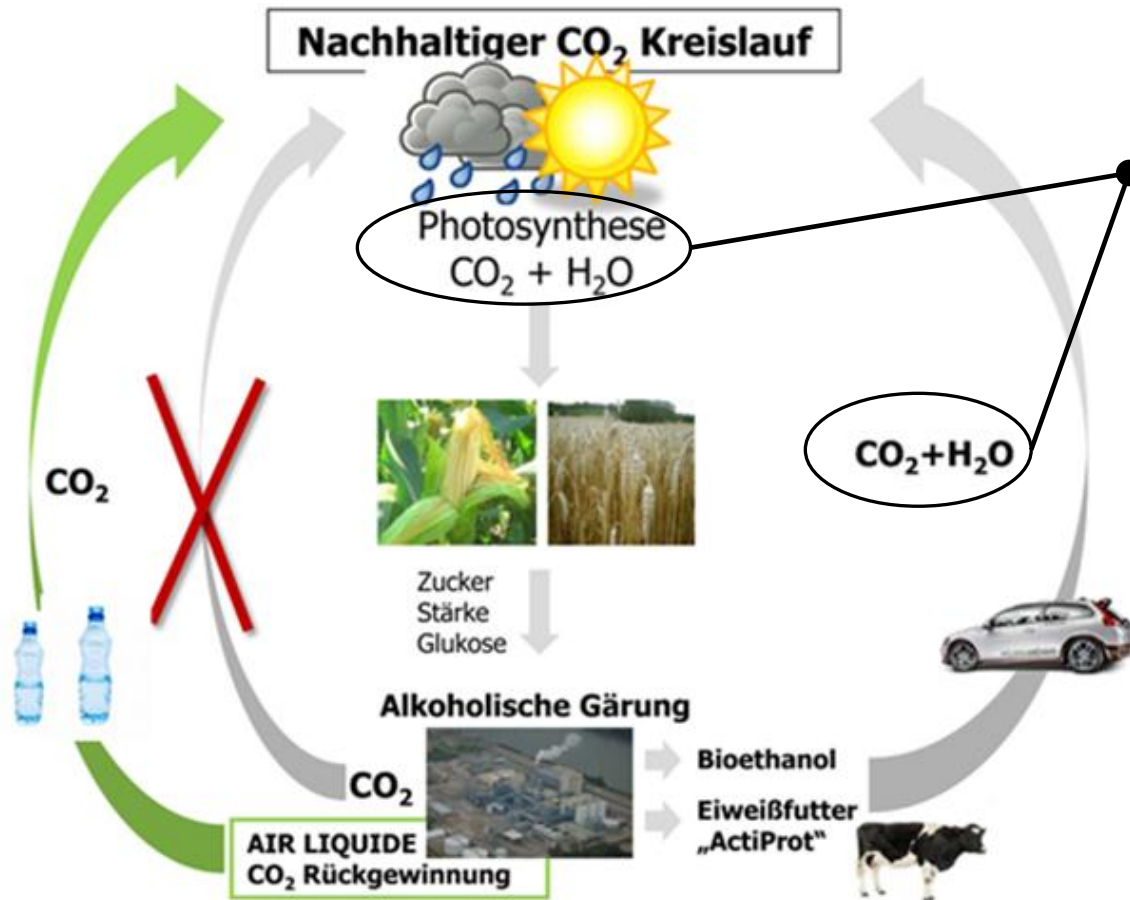 Nachhaltiger CO₂ Kreislauf
Photosynthese
CO₂ + H₂O
CO₂
CO₂+H₂O
Zucker
Stärke
Glukose
Alkoholische Gärung
CO₂
Bioethanol
Eiweißfutter
„ActiProt“
AIR LIQUIDE
CO₂ Rückgewinnung